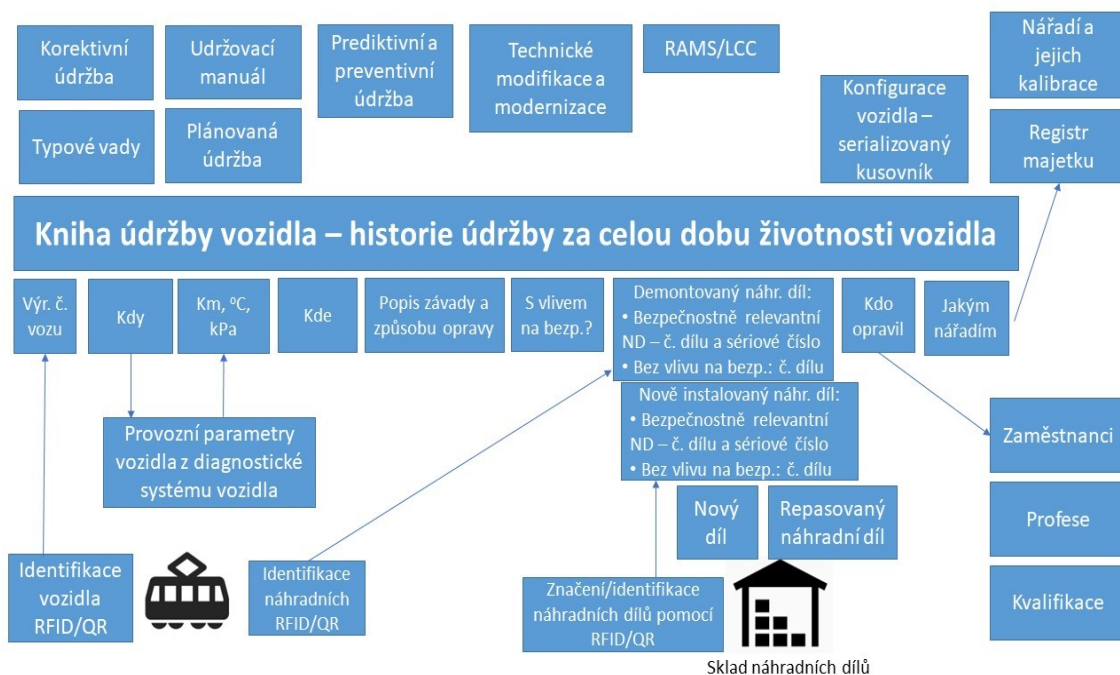 Korektivní
údržba
Udržovací
manuál
Prediktivní a
preventivní
údržba
Technické
modifikace a
modernizace
RAMS/LCC
Konfigurace
vozidla –
serializovaný
kusovník
Nářadí a
jejich
kalibrace
Typové vady
Plánovaná
údržba
Registr
majetku
Kniha údržby vozidla – historie údržby za celou dobu životnosti vozidla
Výr. č.
vozu
Kdy
Km, ⁰C,
kPa
Kde
Popis závady a
způsobu opravy
S vlivem
na bezp.?
Demontovaný náhr. díl:
• Bezpečnostně relevantní
ND – č. dílu a sériové číslo
• Bez vlivu na bezp.: č. dílu
Kdo
opravil
Jakým
nářadím
Nově instalovaný náhr. díl:
• Bezpečnostně relevantní
ND – č. dílu a sériové číslo
• Bez vlivu na bezp.: č. dílu
Provozní parametry
vozidla z diagnostické
systému vozidla
Zaměstnanci
Nový
díl
Repasovaný
náhradní díl
Profese
Identifikace
vozidla
RFID/QR
Identifikace
náhradních
RFID/QR
Značení/identifikace
náhradních dílů pomocí
RFID/QR
Kvalifikace
Sklad náhradních dílů